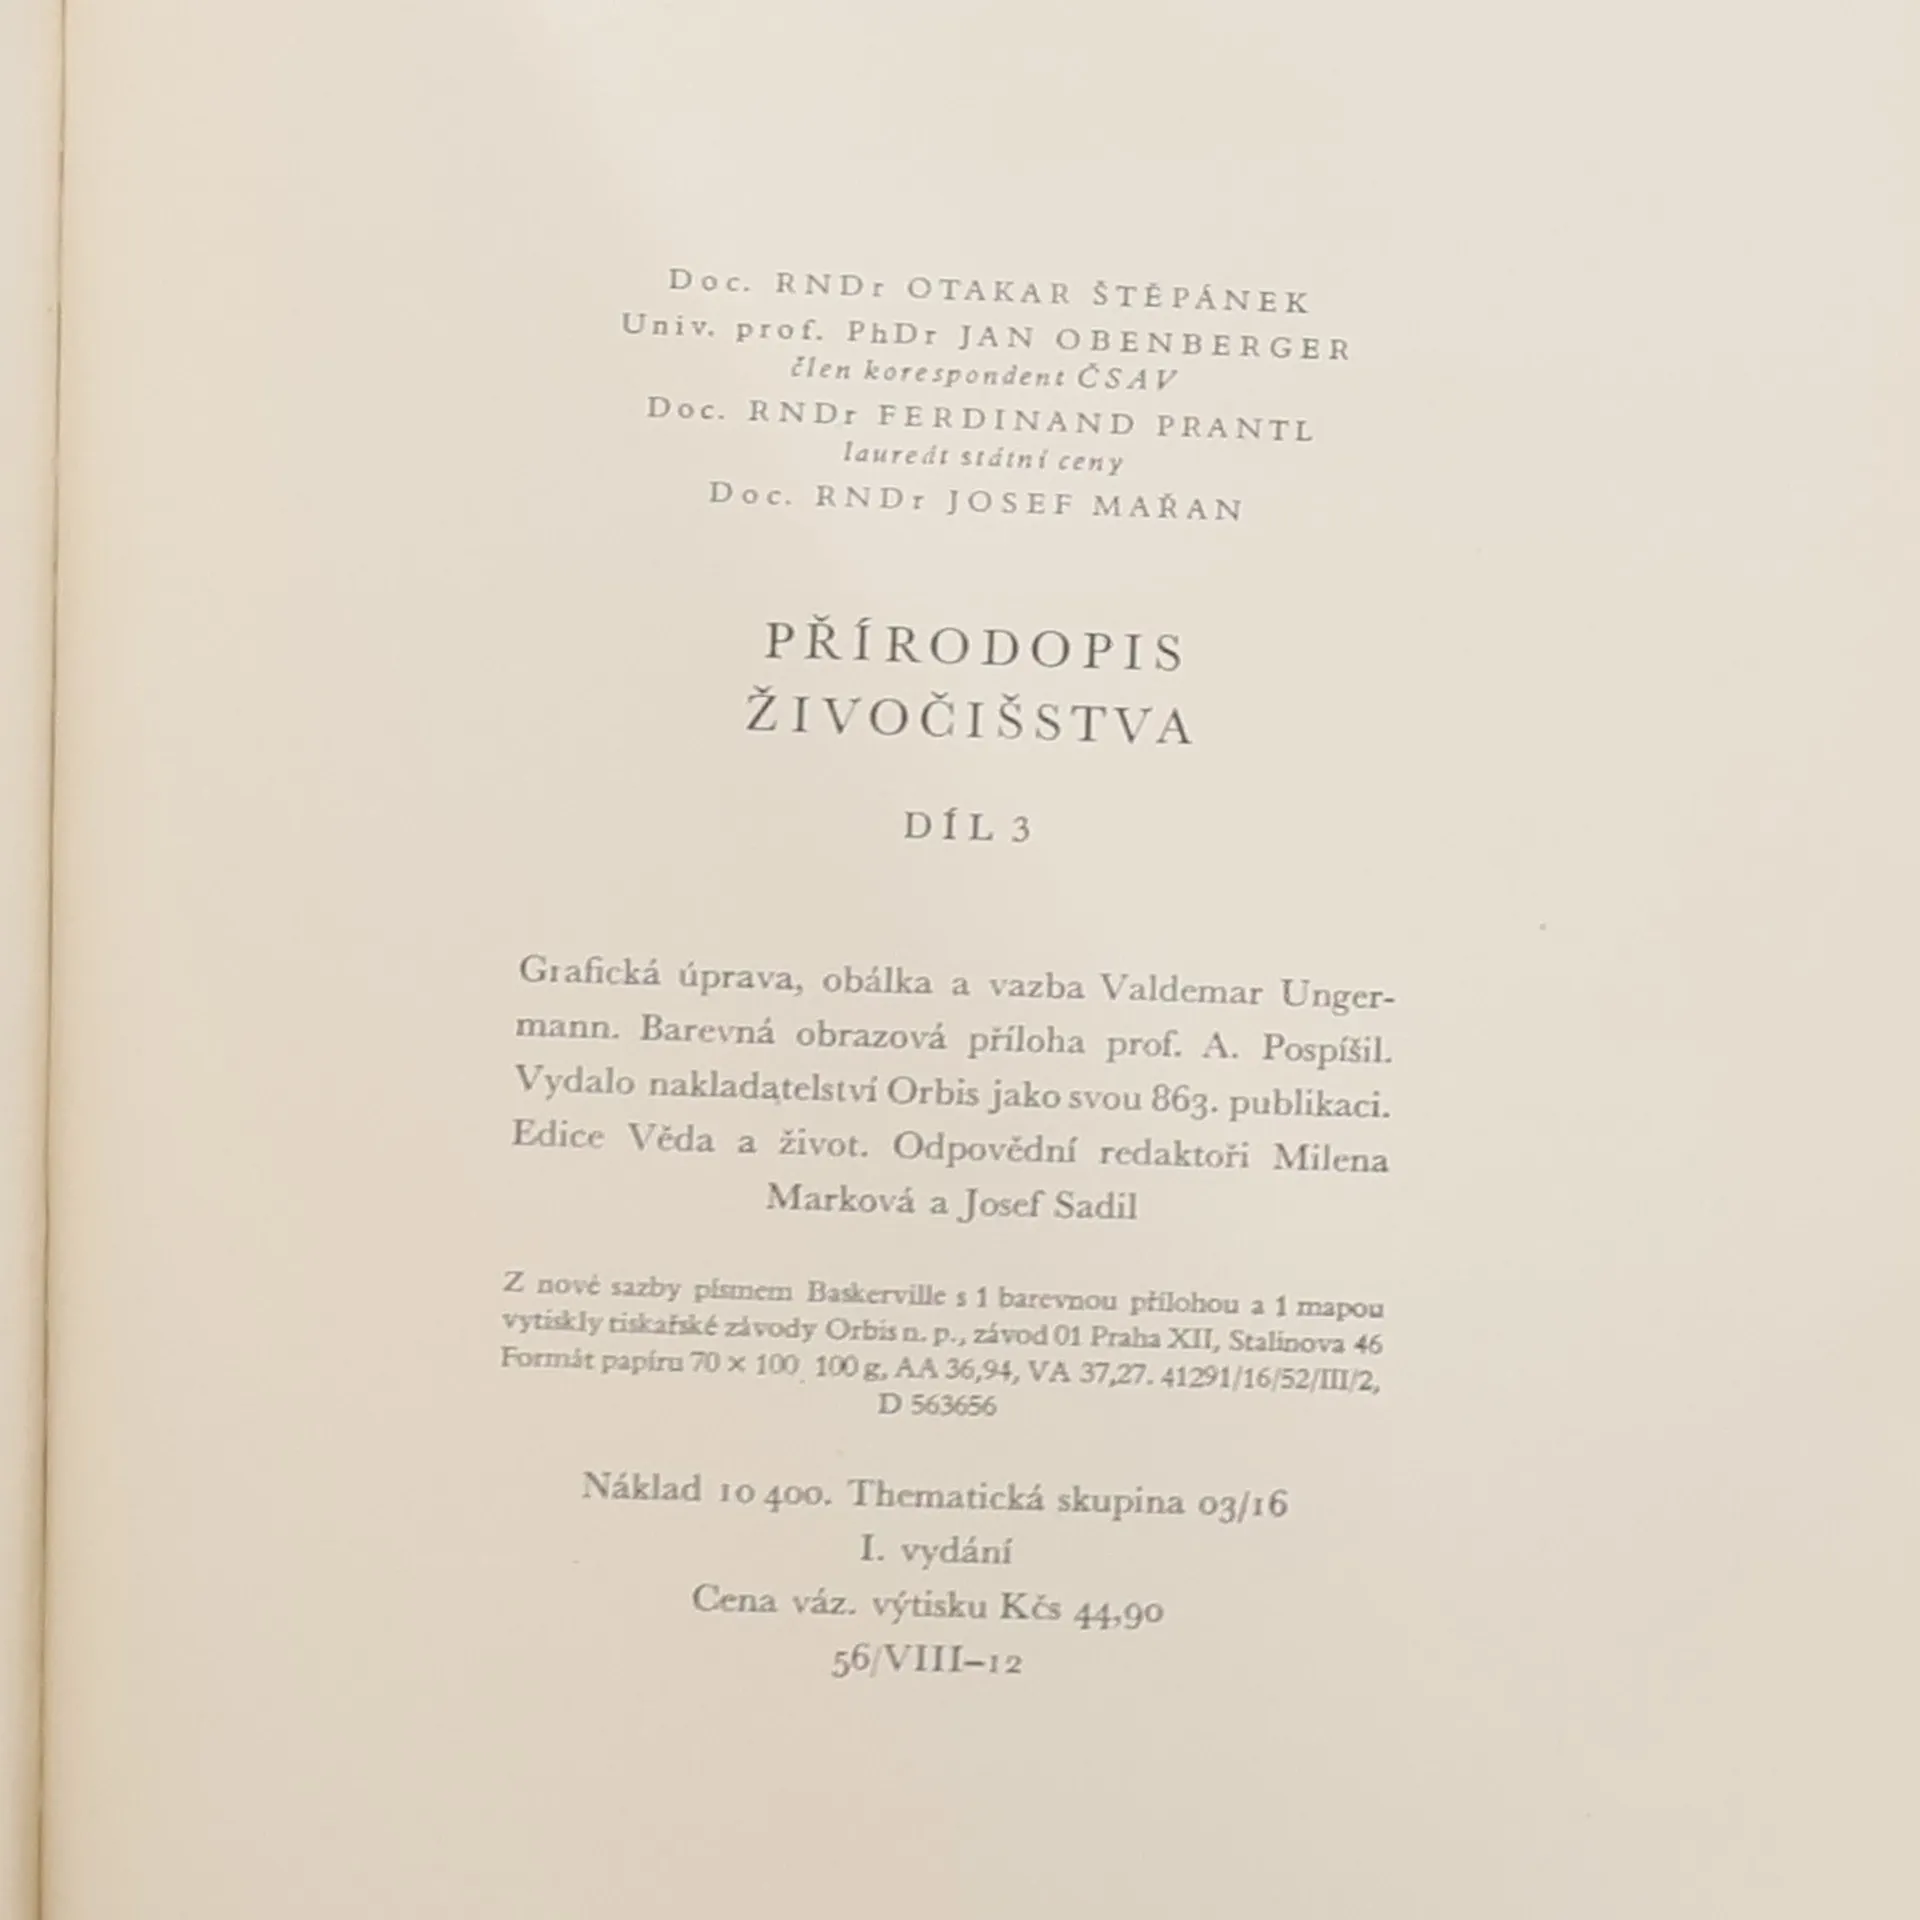 Doc. RNDr OTAKAR ŠTĚPÁNEK
Univ. prof. PhDr JAN OBENBERGER
člen korespondent ČSAV
Doc. RNDr FERDINAND PRANTL
laureát státní ceny
Doc. RNDr JOSEF MAŘAN
PŘÍRODOPIS
ŽIVOČIŠSTVA
DÍL 3
Grafická úprava, obálka a vazba Valdemar Unger-
mann. Barevná obrazová příloha prof. A. Pospíšil.
Vydalo nakladatelství Orbis jako svou 863. publikaci.
Edice Věda a život. Odpovědní redaktoři Milena
Marková a Josef Sadil
Z nové sazby písmem Baskerville s 1 barevnou přílohou a 1 mapou
vytiskly tiskařské závody Orbis n. p., závod 01 Praha XII, Stalinova 46
Formát papíru 70 × 100, 100 g, AA 36,94, VA 37,27. 41291/16/52/III/2,
D 563656
Náklad 10 400. Thematická skupina 03/16
I. vydání
Cena váz. výtisku Kčs 44,90
56/VIII–12